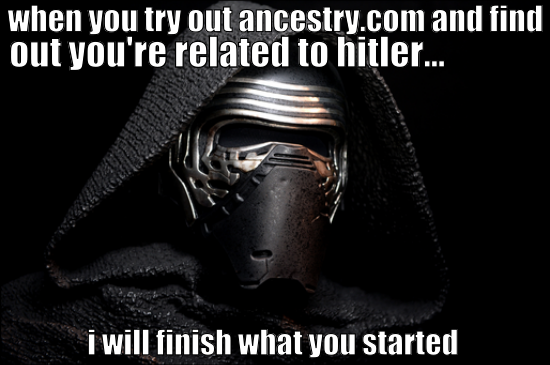 when you try out ancestry.com and find
out you're related to hitler...
i will finish what you started